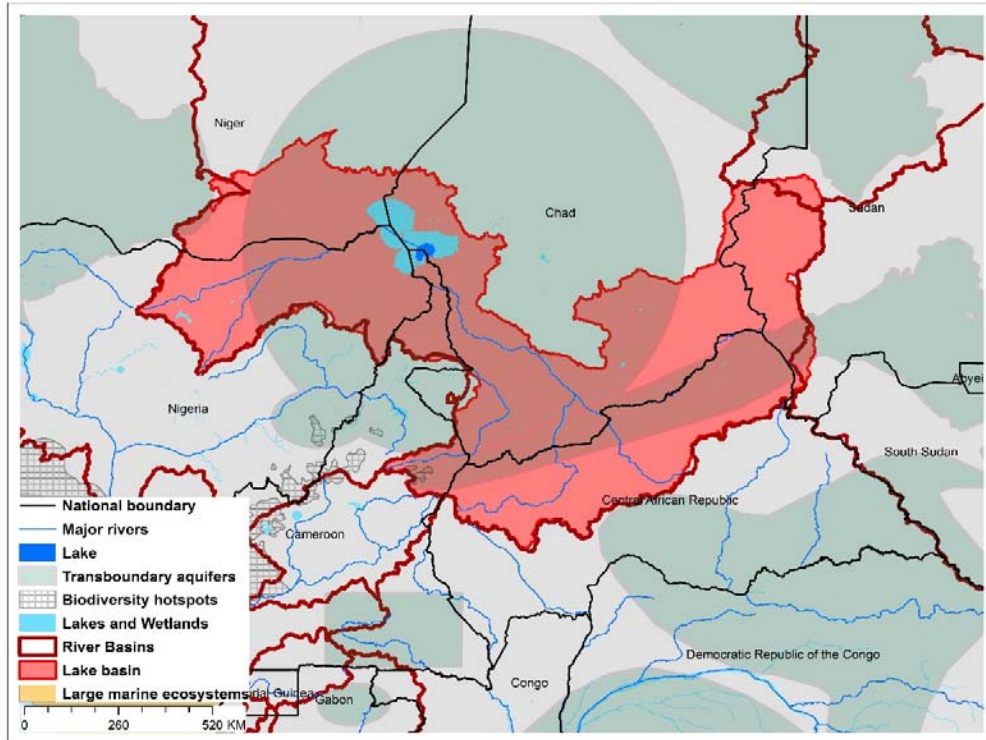 Niger
Chad
Sudan
Nigeria
Abyei
South Sudan
Central African Republic
Cameroon
Democratic Republic of the Congo
Congo
Gabon
National boundary
Major rivers
Lake
Transboundary aquifers
Biodiversity hotspots
Lakes and Wetlands
River Basins
Lake basin
Large marine ecosystems
rial Guinea
0 260 520 KM